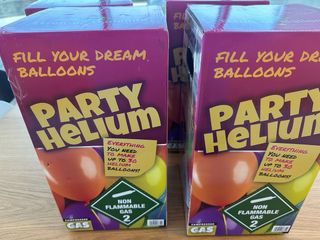 FILL YOUR DREAM
BALLOONS
PARTY
HELIUM
EVERYTHING
YOU NEED
TO MAKE
UP TO 30
HELIUM
BALLOONS!
NON
FLAMMABLE
GAS
2
GAS
FILL YOUR
BALLOONS
PARTY
HELIUM
EVERYTHING
YOU NEED
TO MAKE
UP TO 30
HELIUM
BALLOONS!
NON
FLAMMABLE
GAS
2
GAS